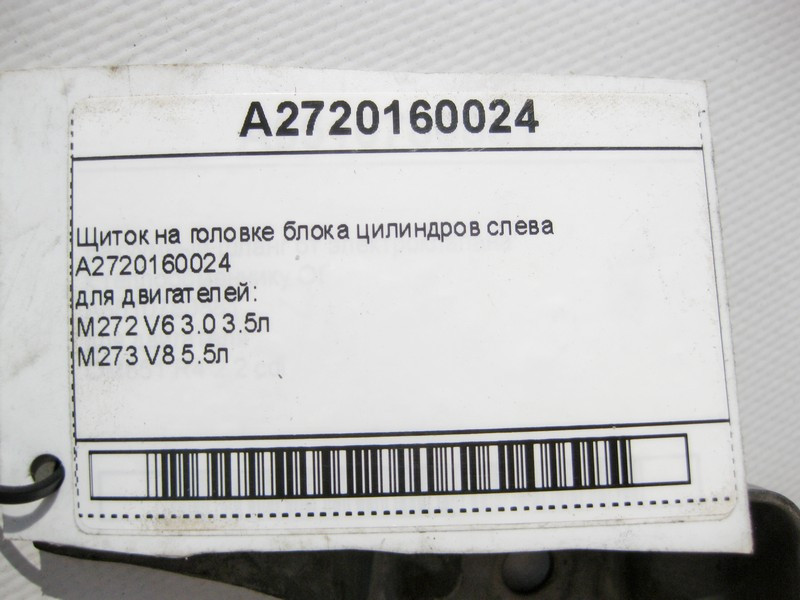 A2720160024
Щиток на головке блока цилиндров слева
A2720160024
для двигателей:
M272 V6 3.0 3.5л
M273 V8 5.5л